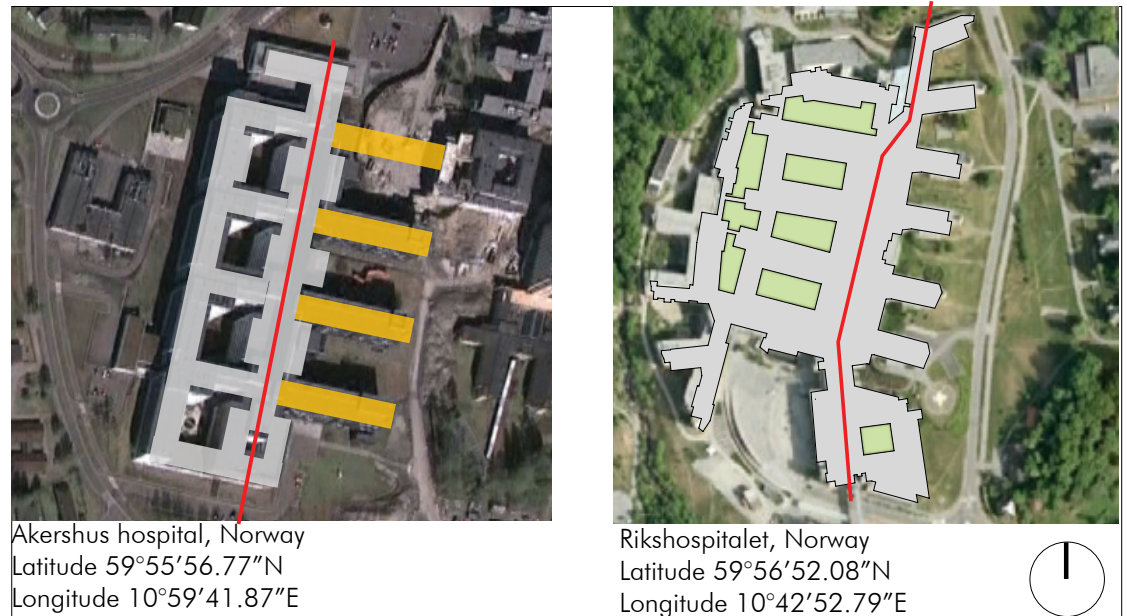 Akershus hospital, Norway
Latitude 59°55’56.77”N
Longitude 10°59’41.87”E
Rikshospitalet, Norway
Latitude 59°56’52.08”N
Longitude 10°42’52.79”E